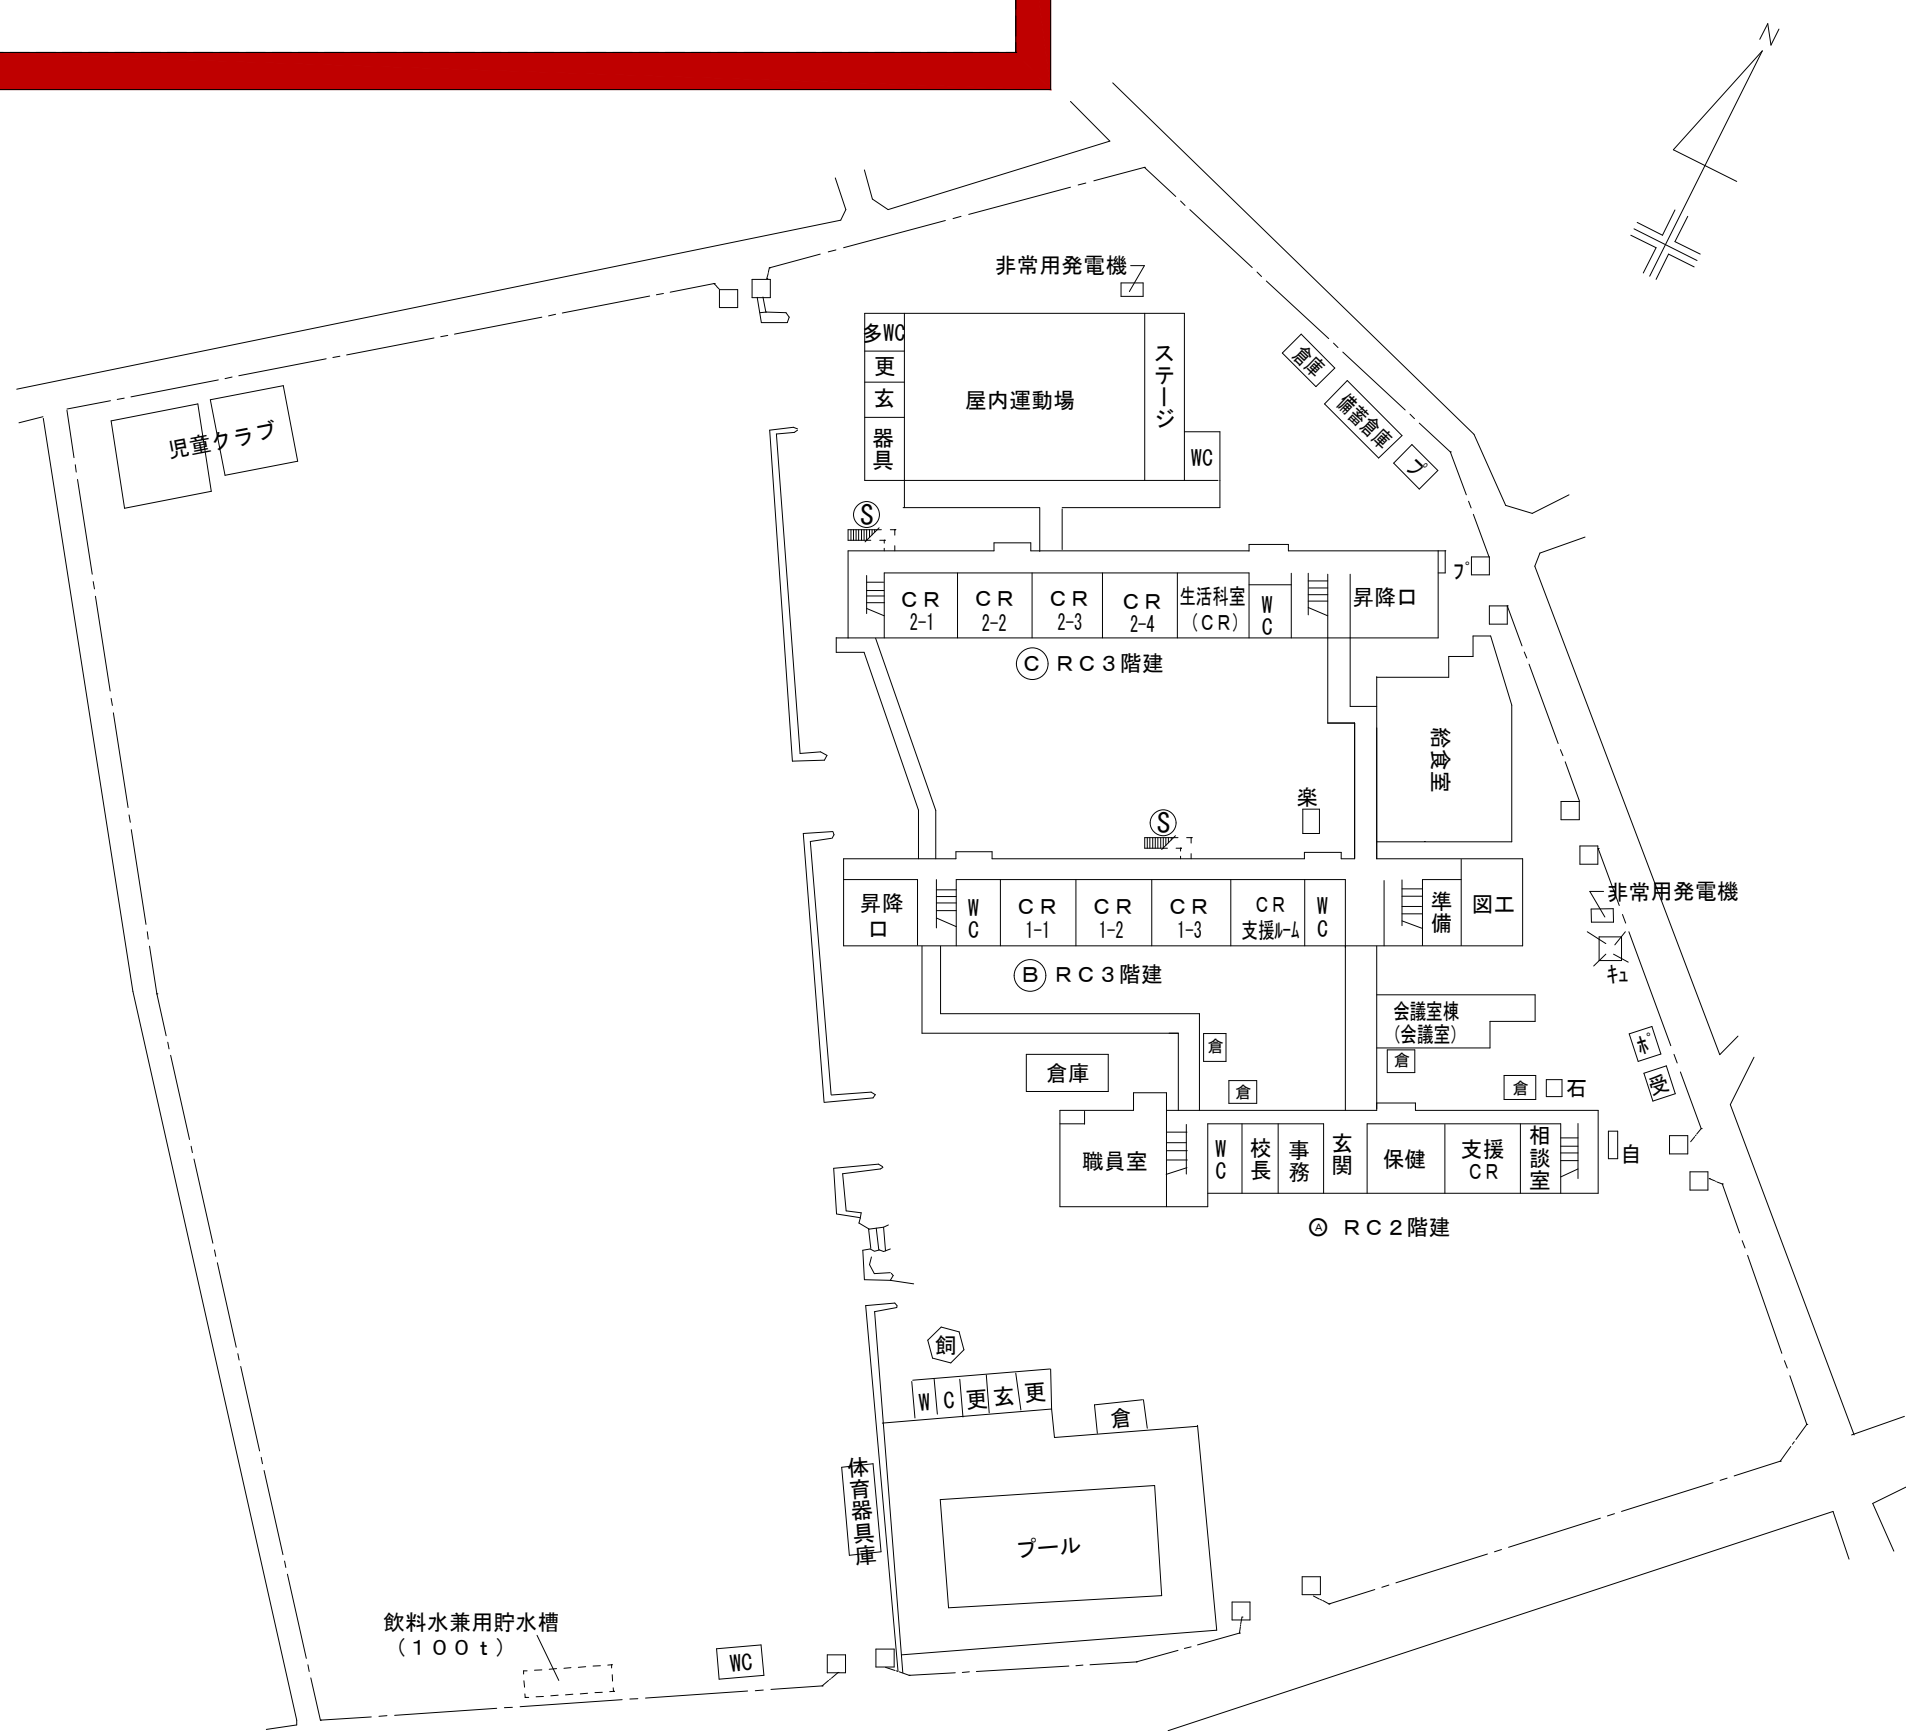 N
非常用発電機
多WC
更
玄
器具
屋内運動場
ステージ
WC
倉庫
備蓄倉庫
プ
児童クラブ
Ⓢ
CR
2-1
CR
2-2
CR
2-3
CR
2-4
生活科室
(CR)
WC
昇降口
プ
Ⓒ RC3階建
給食室
楽
Ⓢ
昇降口
WC
CR
1-1
CR
1-2
CR
1-3
CR
支援ルーム
WC
準備
図工
非常用発電機
キュ
Ⓑ RC3階建
会議室棟
(会議室)
倉
倉
倉庫
倉
倉
石
ポ
受
職員室
WC
校長
事務
玄関
保健
支援
CR
相談室
自
Ⓐ RC2階建
飼
WC
更
玄
更
倉
体育器具庫
プール
飲料水兼用貯水槽
(100t)
WC